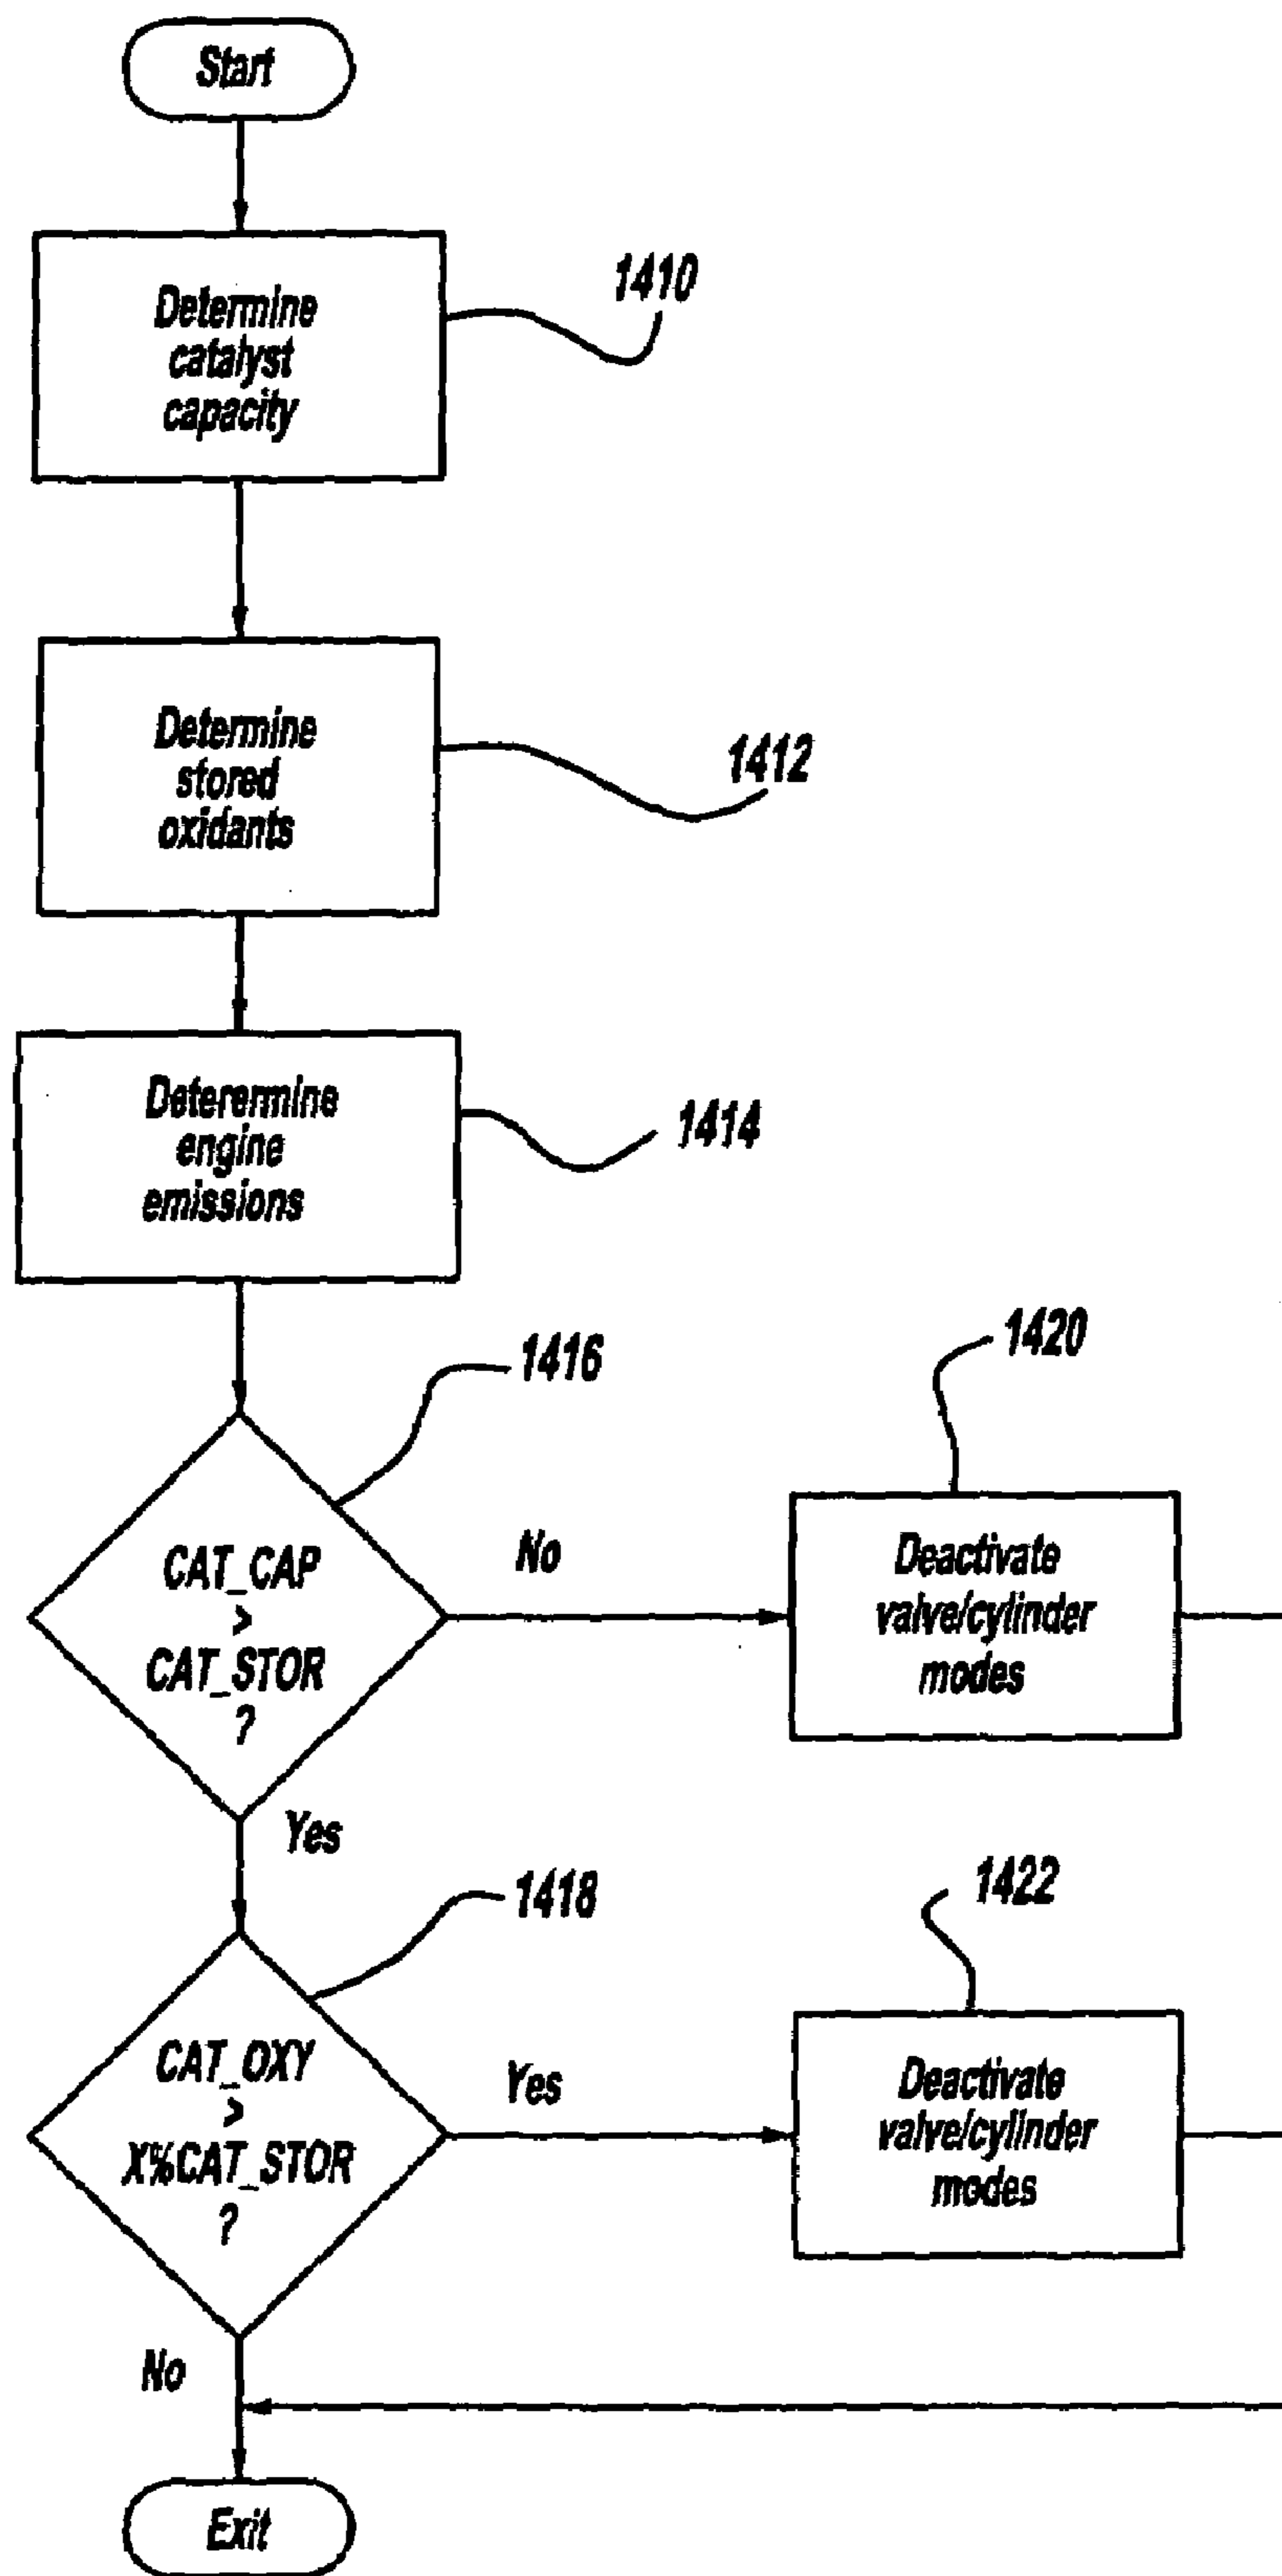 Start
Determine
catalyst
capacity
1410
Determine
stored
oxidants
1412
Deterermine
engine
emissions
1414
1416
CAT_CAP
>
CAT_STOR
?
No
1420
Deactivate
valve/cylinder
modes
Yes
1418
CAT_OXY
>
X%CAT_STOR
?
Yes
1422
Deactivate
valve/cylinder
modes
No
Exit